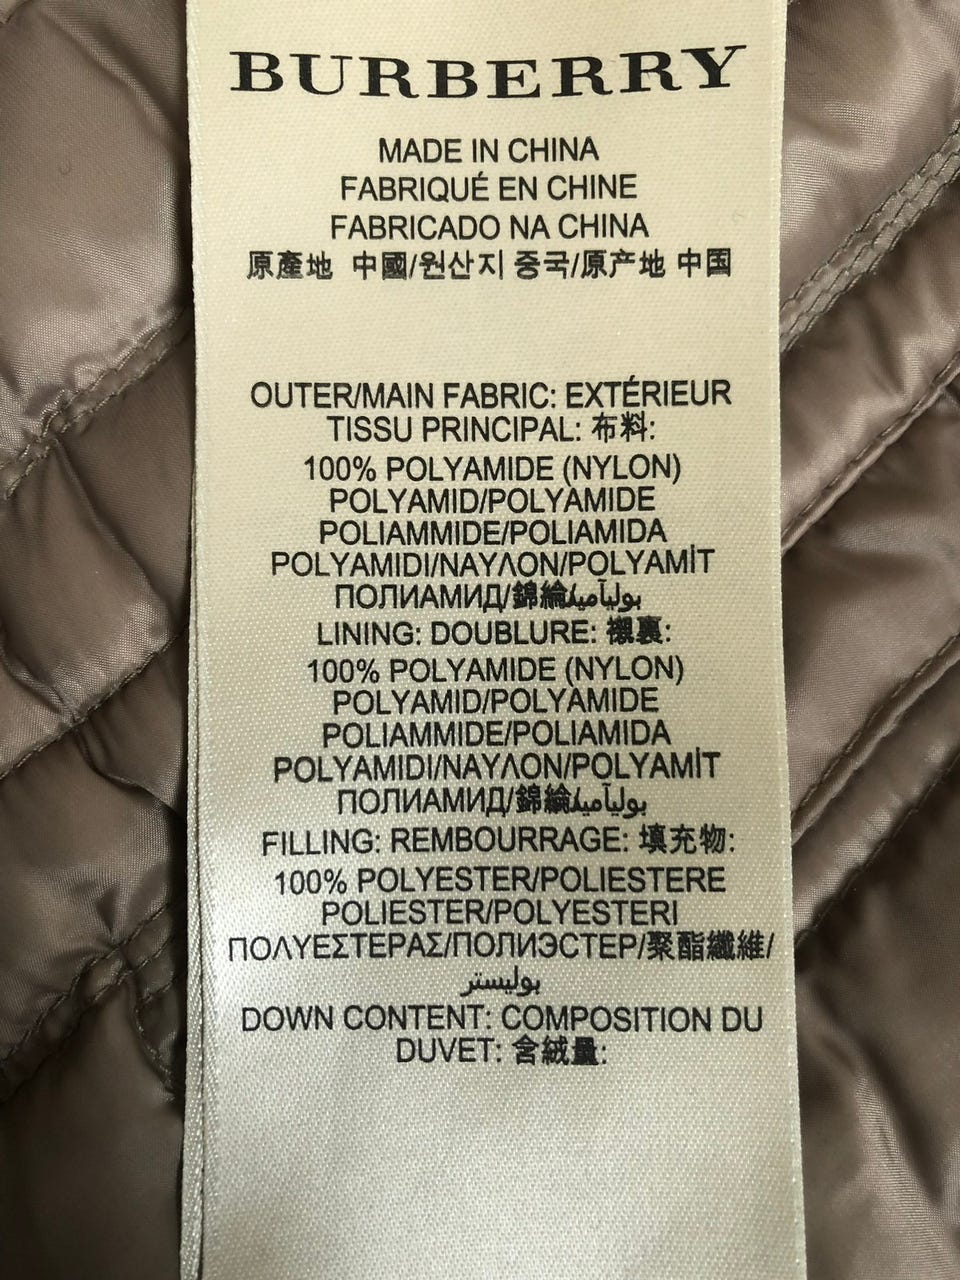 BURBERRY
MADE IN CHINA
FABRIQUÉ EN CHINE
FABRICADO NA CHINA
原產地 中國/원산지 중국/原产地 中国
OUTER/MAIN FABRIC: EXTÉRIEUR
TISSU PRINCIPAL: 布料:
100% POLYAMIDE (NYLON)
POLYAMID/POLYAMIDE
POLIAMMIDE/POLIAMIDA
POLYAMIDI/ΝΑΥΛΟΝ/POLYAMİT
ПОЛИАМИД/錦綸/بولیآمید
LINING: DOUBLURE: 襯裏:
100% POLYAMIDE (NYLON)
POLYAMID/POLYAMIDE
POLIAMMIDE/POLIAMIDA
POLYAMIDI/ΝΑΥΛΟΝ/POLYAMİT
ПОЛИАМИД/錦綸/بولیآمید
FILLING: REMBOURRAGE: 填充物:
100% POLYESTER/POLIESTERE
POLIESTER/POLYESTERI
ΠΟΛΥΕΣΤΕΡΑΣ/ПОЛИЭСТЕР/聚酯纖維/
بوليستر
DOWN CONTENT: COMPOSITION DU
DUVET: 含絨量: